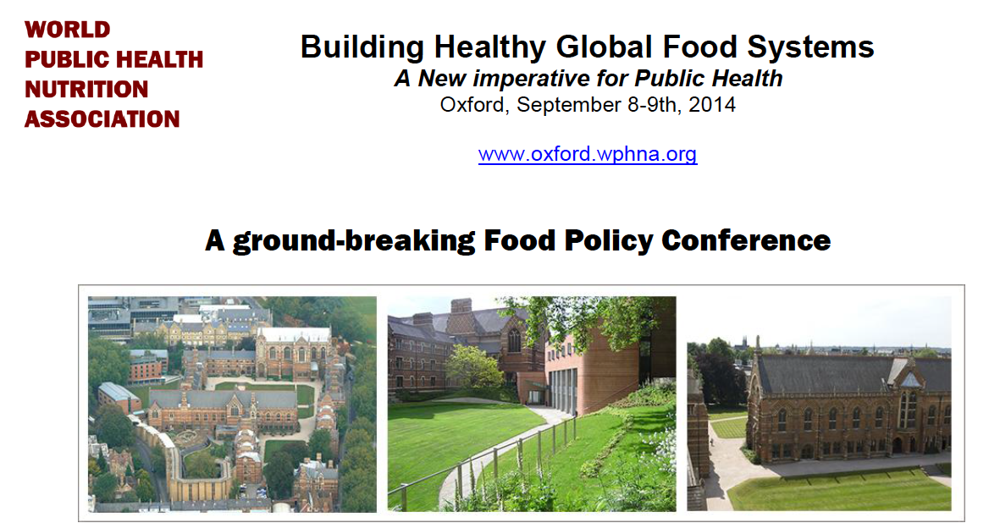 WORLD
PUBLIC HEALTH
NUTRITION
ASSOCIATION
Building Healthy Global Food Systems
A New imperative for Public Health
Oxford, September 8-9th, 2014
www.oxford.wphna.org
A ground-breaking Food Policy Conference